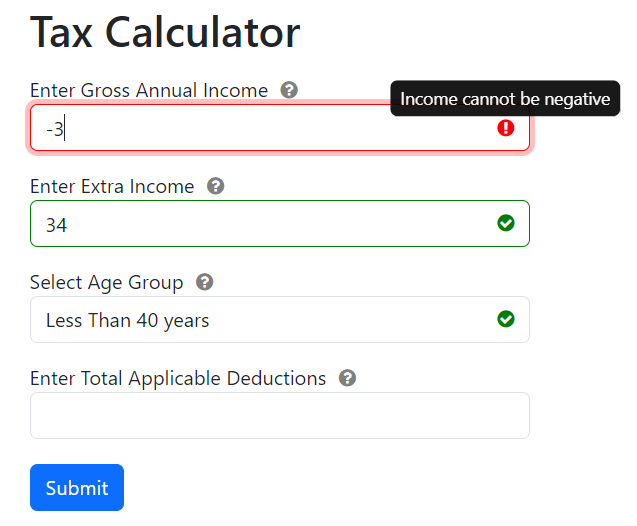 Tax Calculator
Enter Gross Annual Income
Income cannot be negative
-3
Enter Extra Income
34
Select Age Group
Less Than 40 years
Enter Total Applicable Deductions
Submit